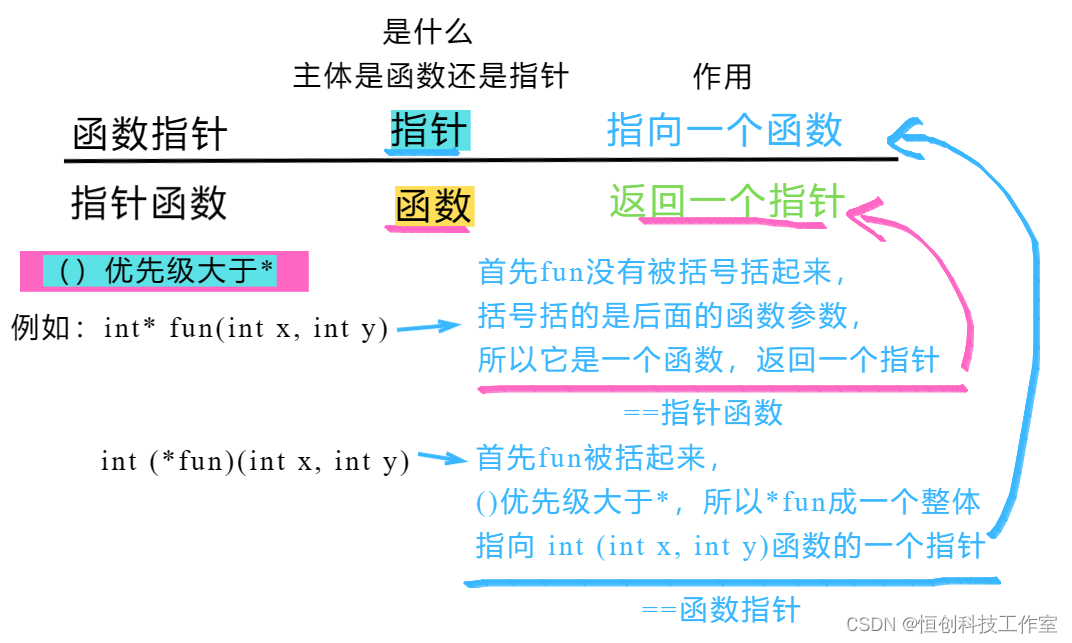 是什么
主体是函数还是指针
作用
函数指针
指针
指向一个函数
指针函数
函数
返回一个指针
（）优先级大于*
例如：int* fun(int x, int y)
首先fun没有被括号括起来，
括号括的是后面的函数参数，
所以它是一个函数，返回一个指针
==指针函数
int (*fun)(int x, int y)
首先fun被括起来，
()优先级大于*，所以*fun成一个整体
指向 int (int x, int y)函数的一个指针
==函数指针
CSDN @恒创科技工作室